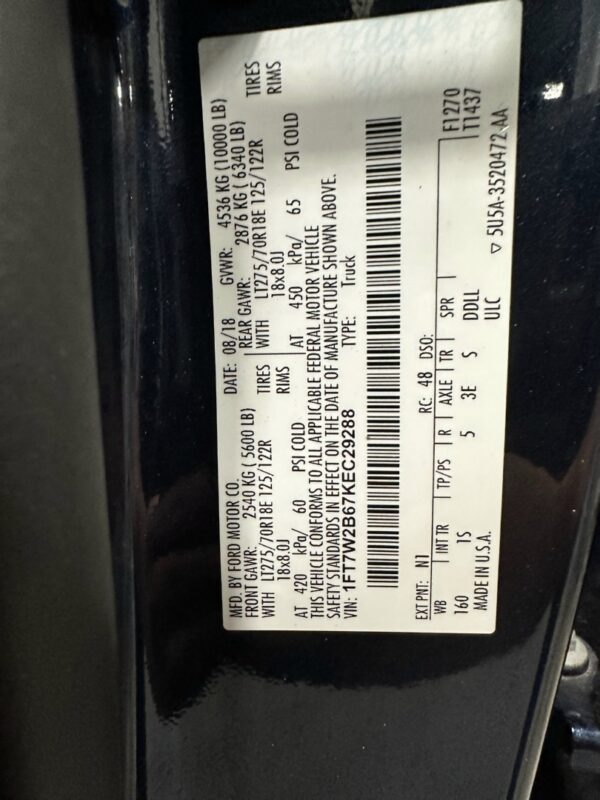 MFD. BY FORD MOTOR CO.
DATE: 08/18 GVWR: 4536 KG (10000 LB)
FRONT GAWR: 2540 KG ( 5600 LB) REAR GAWR: 2876 KG ( 6340 LB)
WITH LT275/70R18E 125/122R TIRES WITH LT275/70R18E 125/122R TIRES
18x8.0J RIMS 18x8.0J RIMS
AT 420 kPa/ 60 PSI COLD AT 450 kPa/ 65 PSI COLD
THIS VEHICLE CONFORMS TO ALL APPLICABLE FEDERAL MOTOR VEHICLE
SAFETY STANDARDS IN EFFECT ON THE DATE OF MANUFACTURE SHOWN ABOVE.
VIN: 1FT7W2B67KEC29288 TYPE: Truck
EXT PNT: N1 RC: 48 DSO: F1270
WB INT TR TP/PS R AXLE TR SPR T1437
160 TS 5 3E S DDLL
MADE IN U.S.A. ULC ▽ 5U5A-3520472-AA